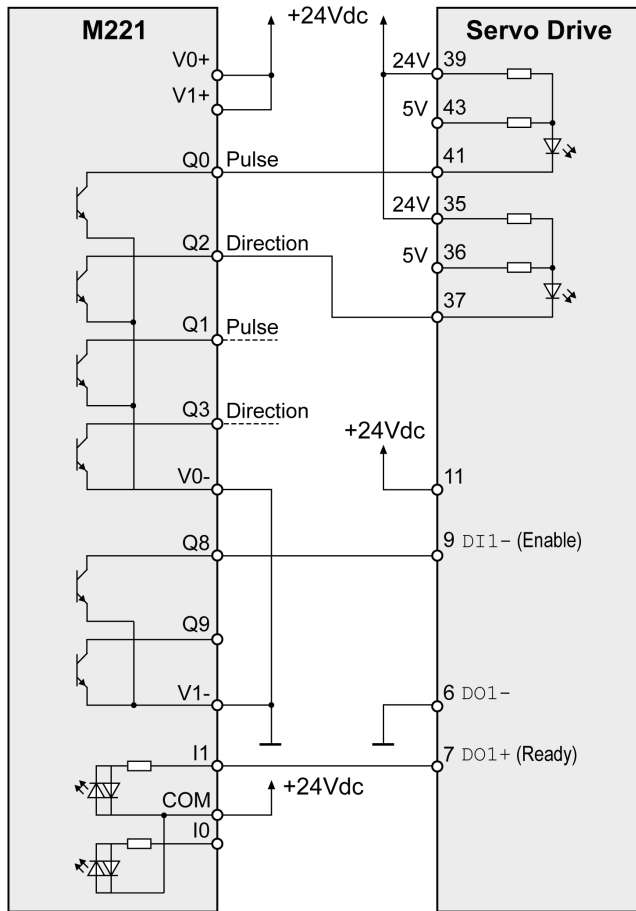 M221
+24Vdc
Servo Drive
V0+
24V
39
V1+
5V
43
Q0
Pulse
41
24V
35
Q2
Direction
5V
36
Q1
Pulse
37
Q3
Direction
+24Vdc
V0-
11
Q8
9 DI1- (Enable)
Q9
V1-
6 DO1-
I1
7 DO1+ (Ready)
COM
+24Vdc
I0